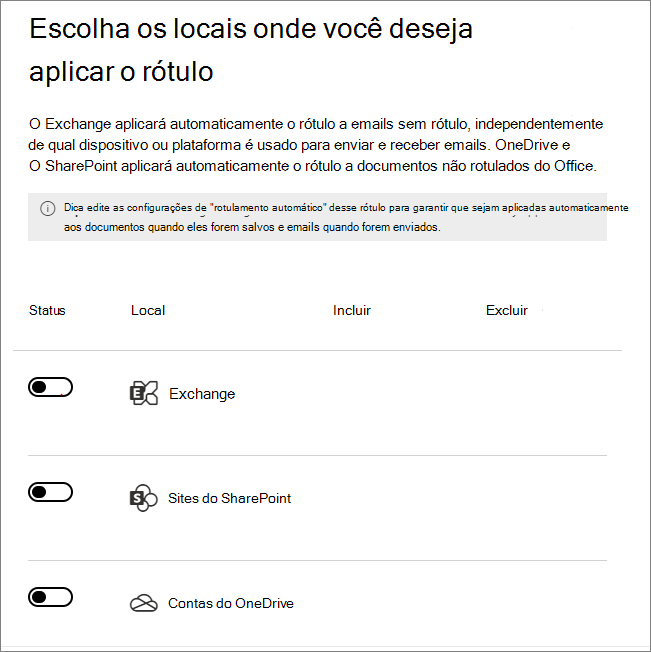 Escolha os locais onde você deseja
aplicar o rótulo
O Exchange aplicará automaticamente o rótulo a emails sem rótulo, independentemente
de qual dispositivo ou plataforma é usado para enviar e receber emails. OneDrive e
O SharePoint aplicará automaticamente o rótulo a documentos não rotulados do Office.
Dica edite as configurações de "rotulamento automático" desse rótulo para garantir que sejam aplicadas automaticamente
aos documentos quando eles forem salvos e emails quando forem enviados.
Status Local Incluir Excluir
Exchange
Sites do SharePoint
Contas do OneDrive